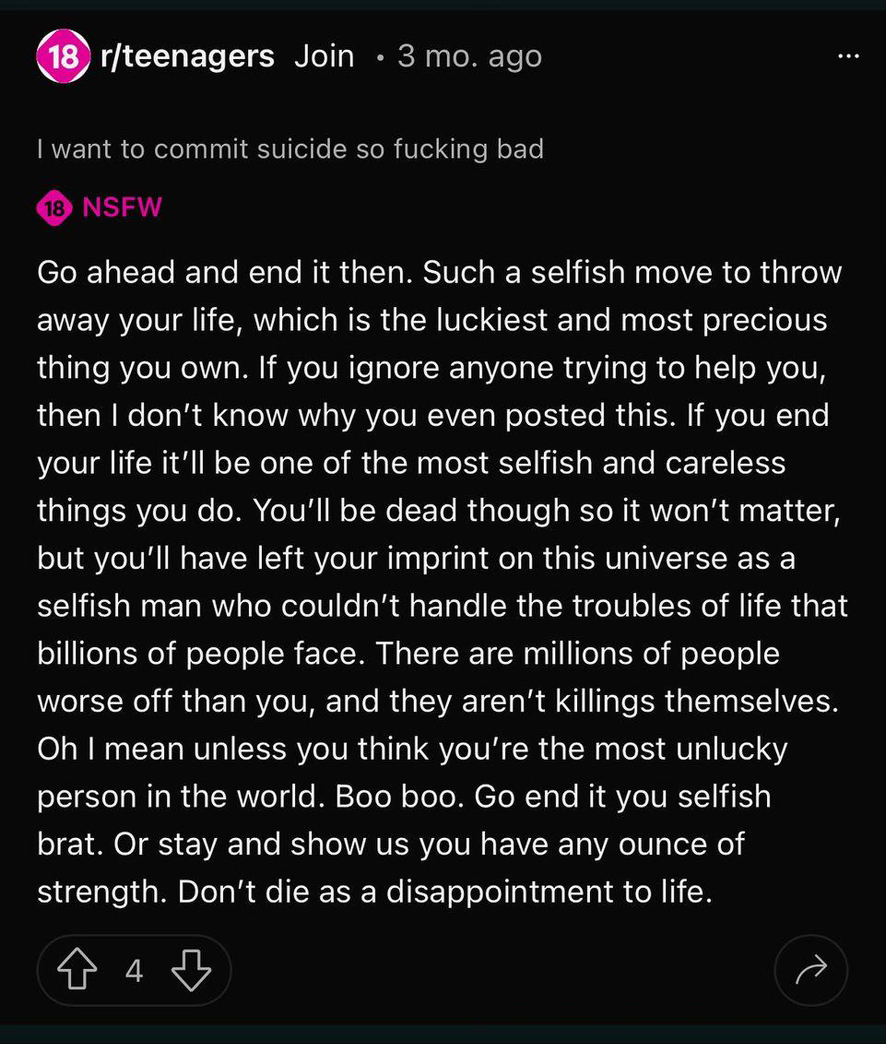 18 r/teenagers Join • 3 mo. ago ...
I want to commit suicide so fucking bad
18 NSFW
Go ahead and end it then. Such a selfish move to throw
away your life, which is the luckiest and most precious
thing you own. If you ignore anyone trying to help you,
then I don’t know why you even posted this. If you end
your life it’ll be one of the most selfish and careless
things you do. You’ll be dead though so it won’t matter,
but you’ll have left your imprint on this universe as a
selfish man who couldn’t handle the troubles of life that
billions of people face. There are millions of people
worse off than you, and they aren’t killings themselves.
Oh I mean unless you think you’re the most unlucky
person in the world. Boo boo. Go end it you selfish
brat. Or stay and show us you have any ounce of
strength. Don’t die as a disappointment to life.
4